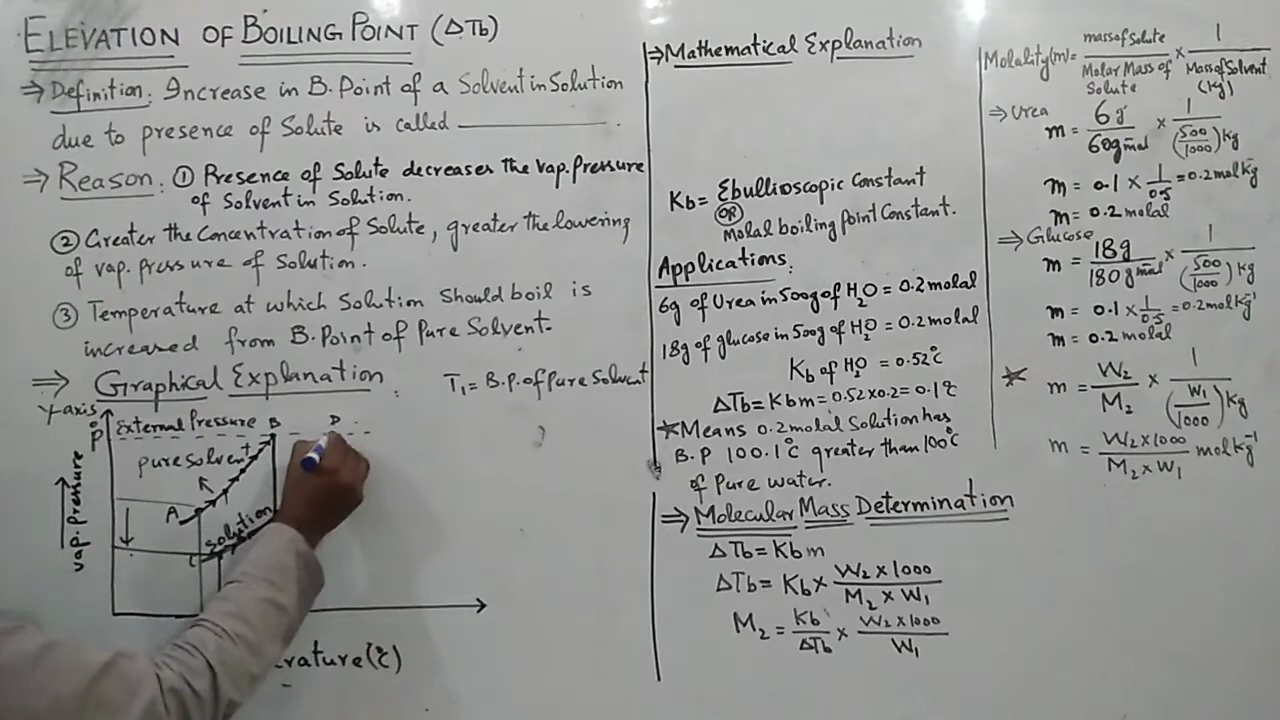 ELEVATION OF BOILING POINT (ΔTb)
⇒ Definition: Increase in B.Point of a Solvent in Solution
due to presence of Solute is called ________.
⇒ Reason: ① Presence of Solute decreases the vap. Pressure
of Solvent in Solution.
② Greater the Concentration of Solute, greater the lowering
of vap. pressure of Solution.
③ Temperature at which Solution Should boil is
increased from B.Point of Pure Solvent.
⇒ Graphical Explanation:
T₁ = B.P. of Pure Solvent
Y-axis
P°
External Pressure
B
D
pure solvent
A
Solution
C
vap. Pressure
rature (°C)
⇒ Mathematical Explanation
Kb = Ebullioscopic Constant
OR
Molal boiling point Constant.
Applications:
6g of Urea in 500g of H₂O = 0.2 molal
18g of glucose in 500g of H₂O = 0.2 molal
Kb of H₂O = 0.52°C
ΔTb = Kbm = 0.52 x 0.2 = 0.1°C
★ Means 0.2 molal Solution has
B.P 100.1°C greater than 100°C
of Pure water.
⇒ Molecular Mass Determination
ΔTb = Kb m
ΔTb = Kb × W₂ × 1000 / M₂ × W₁
M₂ = Kb / ΔTb × W₂ × 1000 / W₁
Molality(m) = mass of Solute / Molar Mass of Solute × 1 / Mass of Solvent (kg)
⇒ Urea
m = 6g / 60g mol⁻ × 1 / (500/1000) kg
m = 0.1 × 1/0.5 = 0.2 mol kg⁻
m = 0.2 molal
⇒ Glucose
m = 18g / 180g mol⁻ × 1 / (500/1000) kg
m = 0.1 × 1/0.5 = 0.2 mol kg⁻¹
m = 0.2 molal
★ m = W₂ / M₂ × 1 / (W₁/1000) kg
m = W₂ × 1000 / M₂ × W₁ mol kg⁻¹